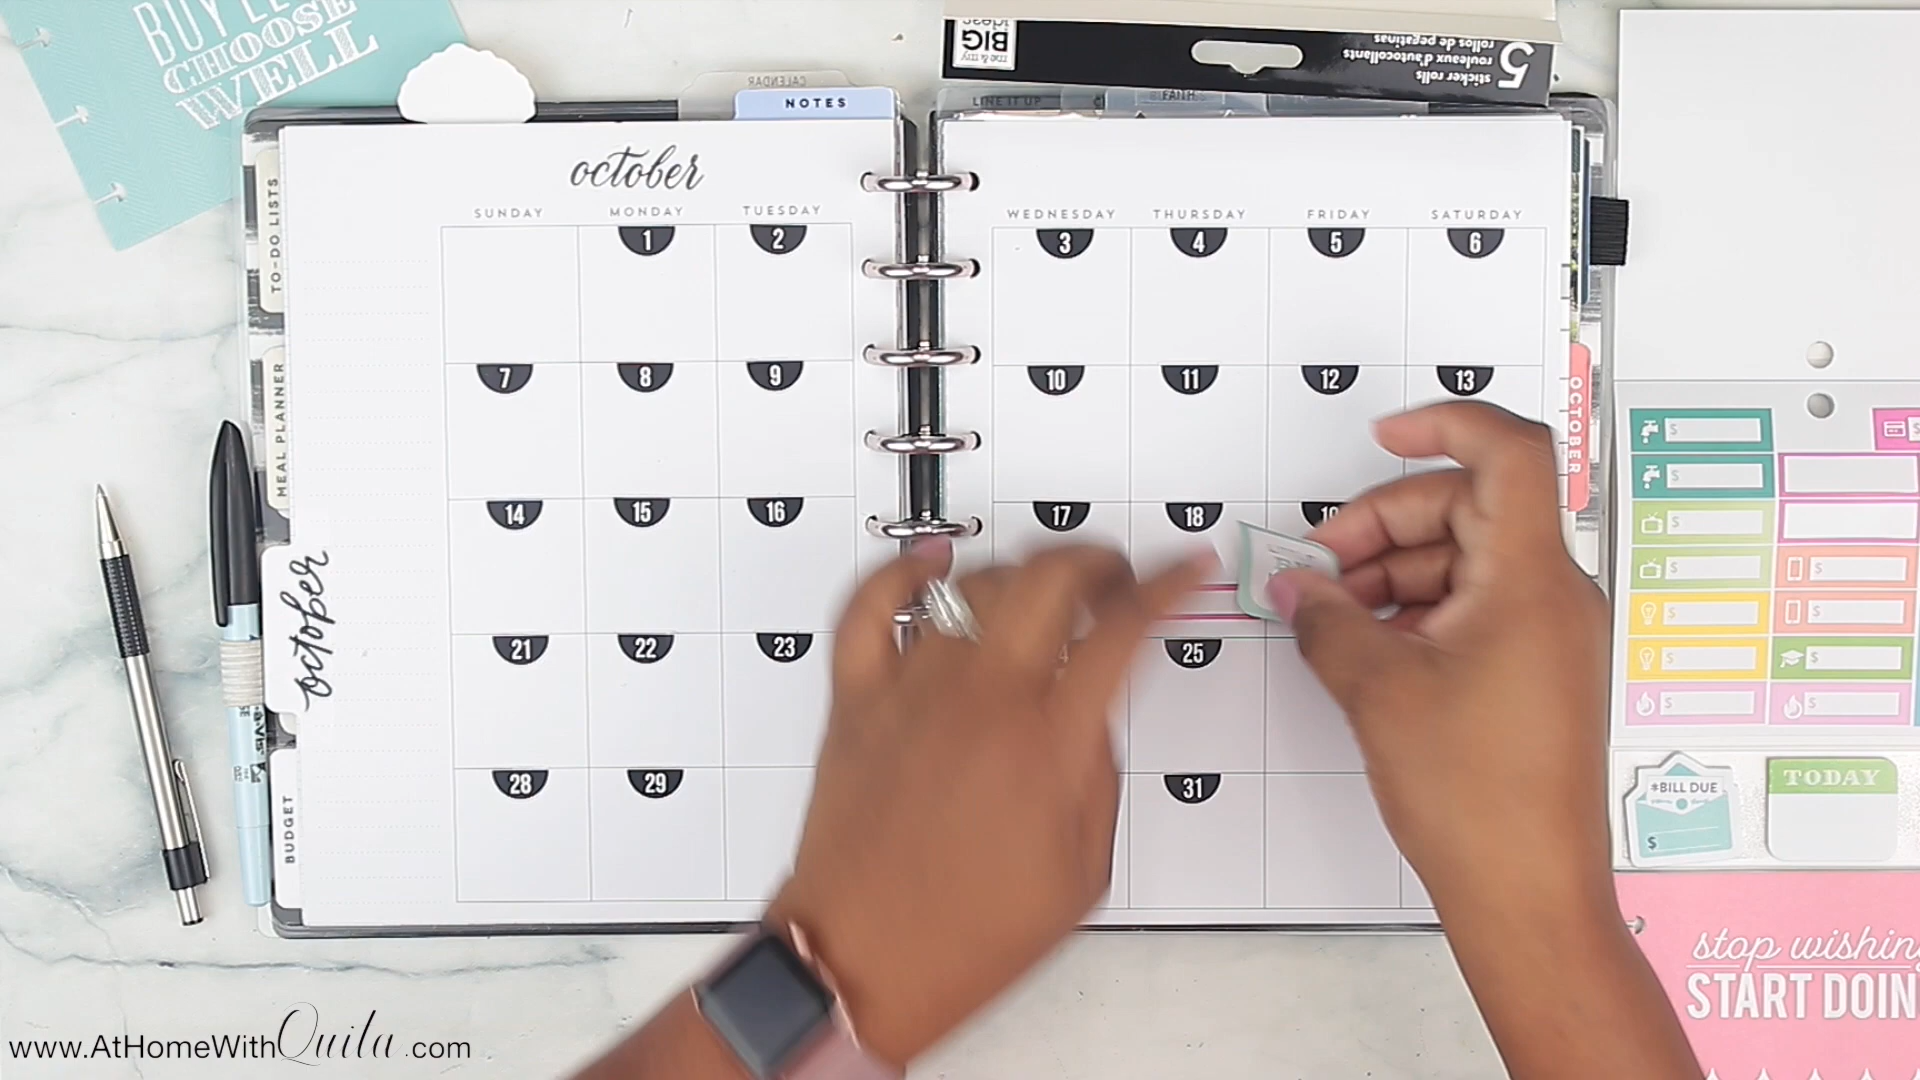 BUY
CHOOSE
WELL
CALENDAR
NOTES
LINE IT UP
FAITH
me & my
BIG
ideas
5
sticker rolls
rouleaux d'autocollants
rollos de pegatinas
october
SUNDAY MONDAY TUESDAY
WEDNESDAY THURSDAY FRIDAY SATURDAY
1 2 3 4 5 6
7 8 9 10 11 12 13
14 15 16 17 18 19
21 22 23 25
28 29 31
TO-DO LISTS
MEAL PLANNER
october
BUDGET
OCTOBER
$ $
$
$
$ $
$ $
$ $
$ $
*BILL DUE
$
TODAY
stop wishing
START DOIN
www.AtHomeWithQuila.com